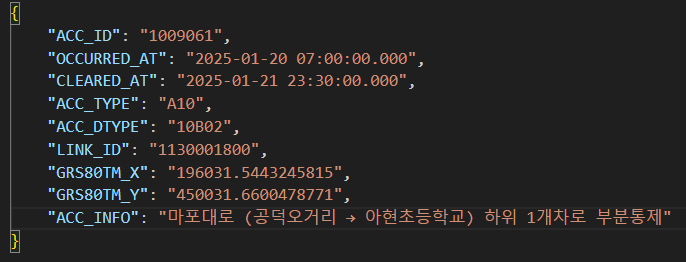 {
    "ACC_ID": "1009061",
    "OCCURRED_AT": "2025-01-20 07:00:00.000",
    "CLEARED_AT": "2025-01-21 23:30:00.000",
    "ACC_TYPE": "A10",
    "ACC_DTYPE": "10B02",
    "LINK_ID": "1130001800",
    "GRS80TM_X": "196031.5443245815",
    "GRS80TM_Y": "450031.6600478771",
    "ACC_INFO": "마포대로 (공덕오거리 → 아현초등학교) 하위 1개차로 부분통제"
}